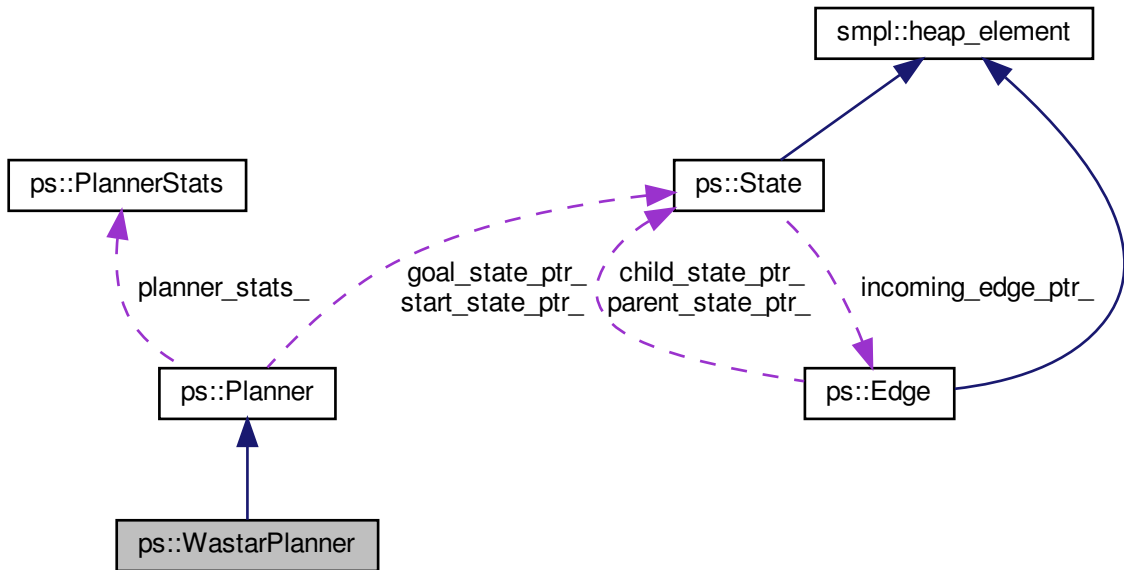 smpl::heap_element
ps::PlannerStats
ps::State
planner_stats_
goal_state_ptr_
start_state_ptr_
child_state_ptr_
parent_state_ptr_
incoming_edge_ptr_
ps::Planner
ps::Edge
ps::WastarPlanner